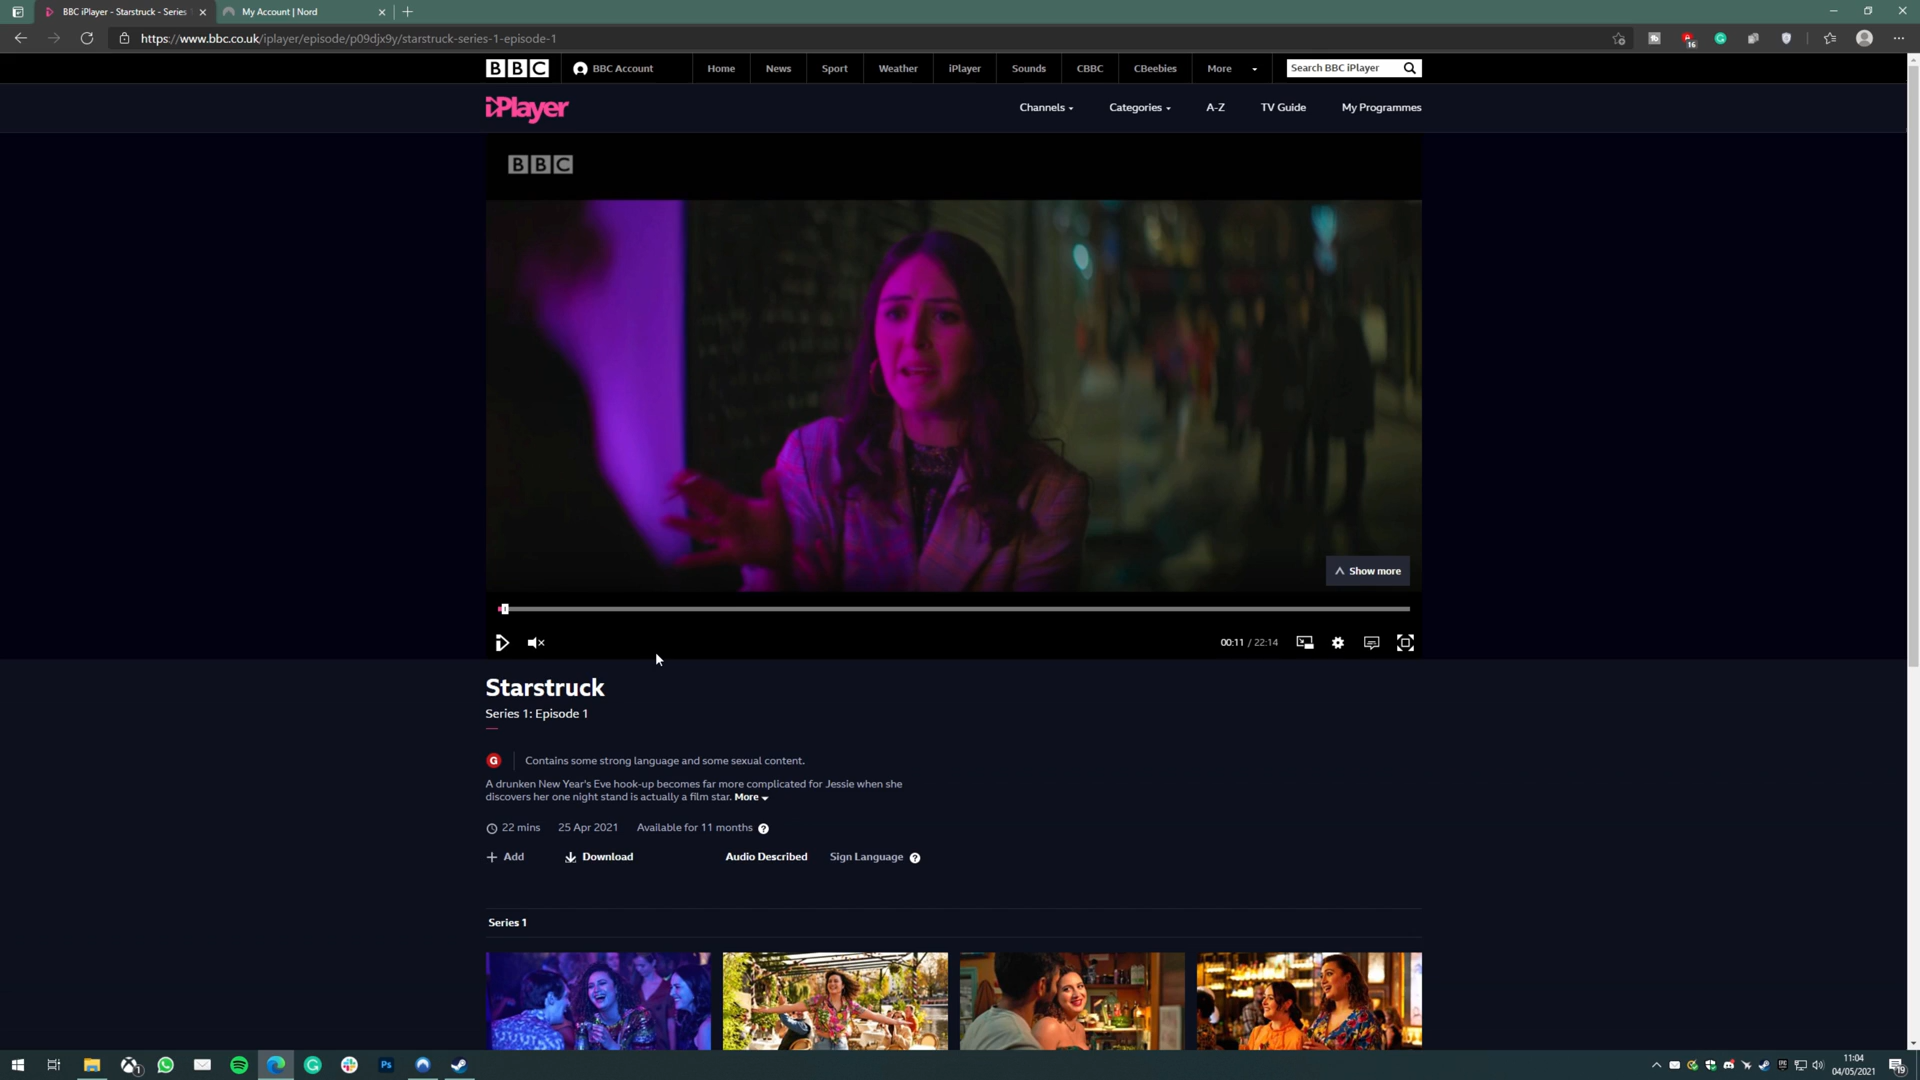 BBC iPlayer - Starstruck - Series
My Account | Nord
https://www.bbc.co.uk/iplayer/episode/p09djx9y/starstruck-series-1-episode-1
16
BBC
BBC Account
Home
News
Sport
Weather
iPlayer
Sounds
CBBC
CBeebies
More
Search BBC iPlayer
iPlayer
Channels
Categories
A-Z
TV Guide
My Programmes
BBC
Show more
00:11 / 22:14
Starstruck
Series 1: Episode 1
G
Contains some strong language and some sexual content.
A drunken New Year's Eve hook-up becomes far more complicated for Jessie when she
discovers her one night stand is actually a film star. More
22 mins
25 Apr 2021
Available for 11 months
Add
Download
Audio Described
Sign Language
Series 1
1
Ps
11:04
04/05/2021
19